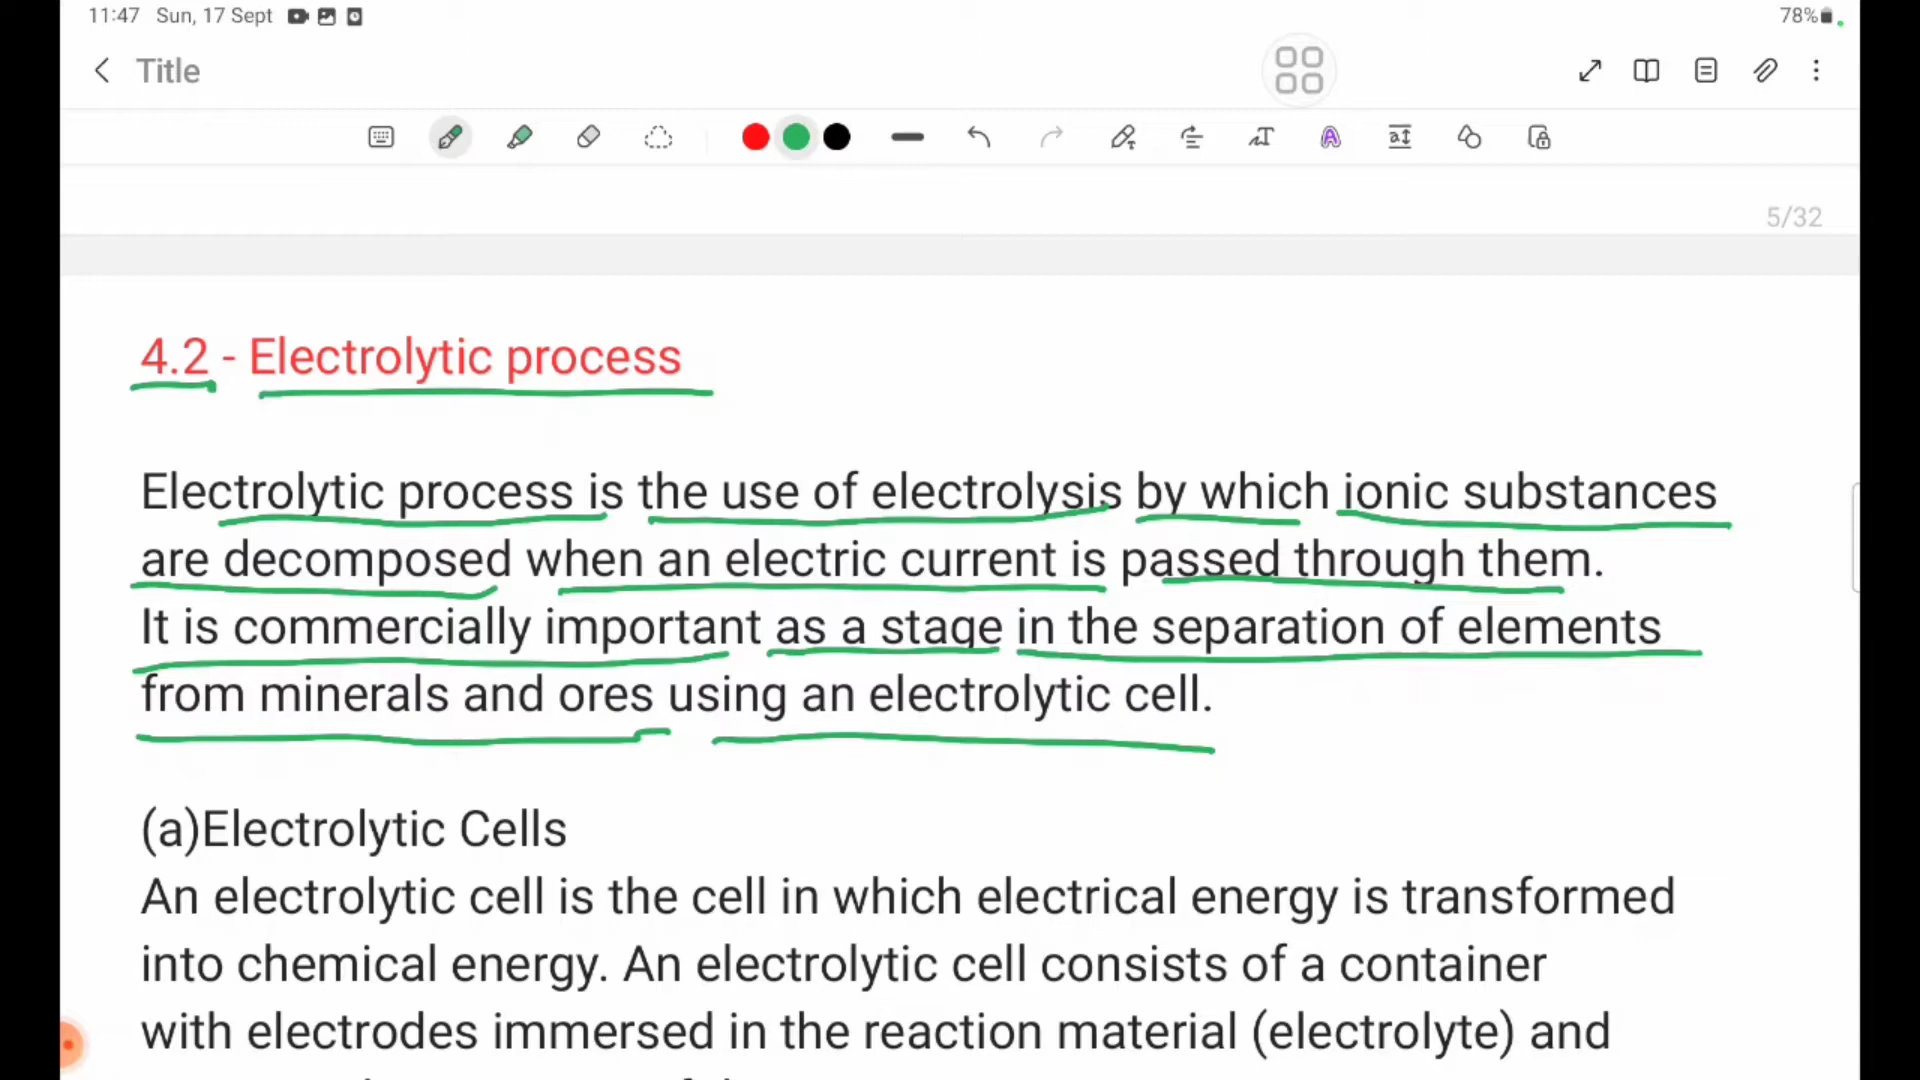 11:47 Sun, 17 Sept
78%
Title
5/32
4.2 - Electrolytic process
Electrolytic process is the use of electrolysis by which ionic substances
are decomposed when an electric current is passed through them.
It is commercially important as a stage in the separation of elements
from minerals and ores using an electrolytic cell.
(a)Electrolytic Cells
An electrolytic cell is the cell in which electrical energy is transformed
into chemical energy. An electrolytic cell consists of a container
with electrodes immersed in the reaction material (electrolyte) and